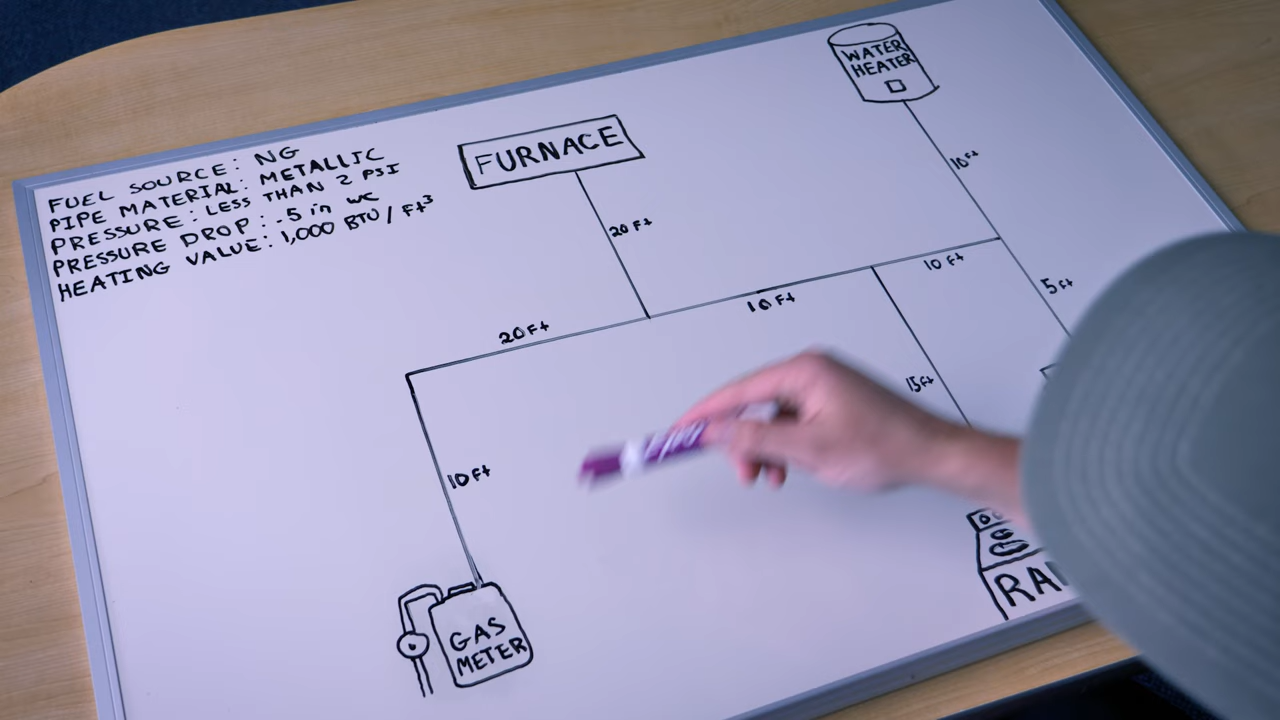 FUEL SOURCE: NG
PIPE MATERIAL: METALLIC
PRESSURE: LESS THAN 2 PSI
PRESSURE DROP: .5 in wc
HEATING VALUE: 1,000 BTU / Ft³
FURNACE
WATER
HEATER
20 Ft
10 Ft
20 Ft
10 Ft
10 Ft
5 Ft
15 Ft
10 Ft
GAS
METER
RA